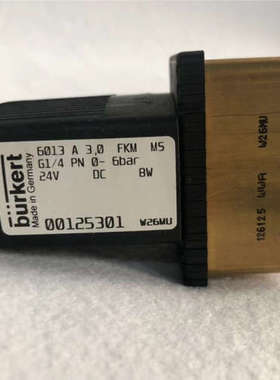 burkert
Made in Germany
6013 A 3,0 FKM MS
G1/4 PN 0- 6bar
24V DC 8W
00125301 W26MU
W26MU
126125 WWA